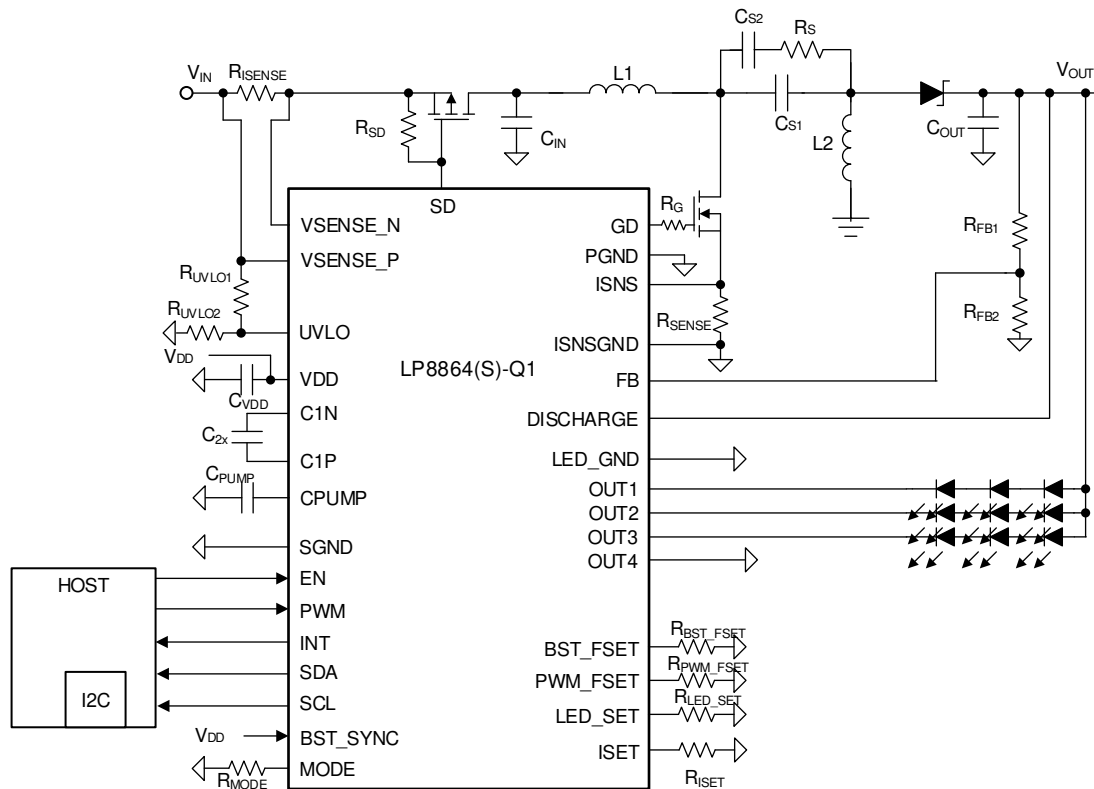 CS2
RS
VIN
RISENSE
L1
VOUT
RSD
CIN
CS1
L2
COUT
SD
RG
VSENSE_N
GD
RFB1
VSENSE_P
PGND
RUVLO1
ISNS
RUVLO2
RSENSE
RFB2
UVLO
ISNSGND
VDD
LP8864(S)-Q1
VDD
FB
CVDD
C1N
DISCHARGE
C2x
C1P
LED_GND
CPUMP
CPUMP
OUT1
OUT2
OUT3
SGND
OUT4
HOST
EN
PWM
INT
RBST_FSET
BST_FSET
SDA
RPWM_FSET
PWM_FSET
I2C
SCL
RLED_SET
LED_SET
VDD
BST_SYNC
ISET
MODE
RMODE
RISET